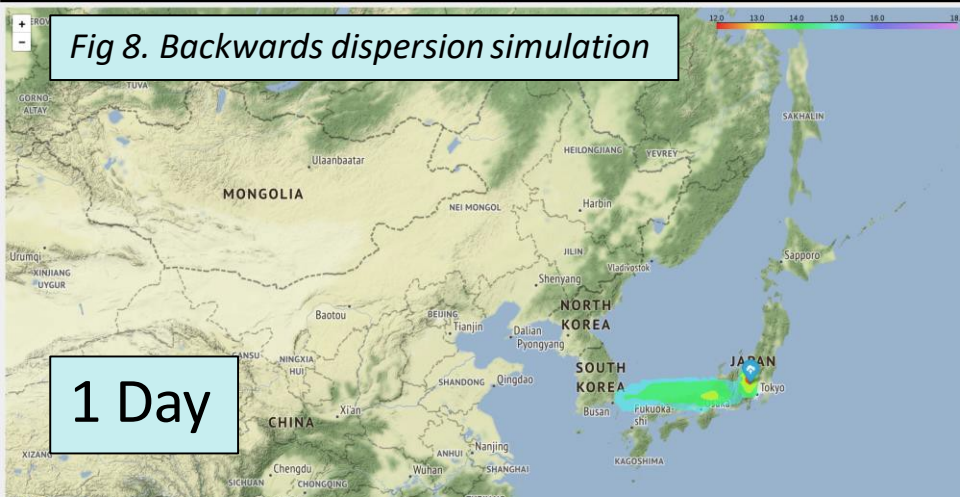 +
−
Fig 8. Backwards dispersion simulation
12.0 13.0 14.0 15.0 16.0 18.
GORNO-
ALTAY
TUVA
SAKHALIN
Ulaanbaatar
HEILONGJIANG
YEVREY
MONGOLIA
NEI MONGOL
Harbin
Urumqi
XINJIANG
UYGUR
JILIN
Vladivostok
Sapporo
Shenyang
Baotou
BEIJING
Tianjin
NORTH
KOREA
Dalian
Pyongyang
ANSU
NINGXIA
HUI
SHANDONG
Qingdao
SOUTH
KOREA
JAPAN
Tokyo
1 Day
Xi'an
CHINA
Busan
Fukuoka-
shi
XIZANG
ANHUI
Nanjing
KAGOSHIMA
Chengdu
Wuhan
SHANGHAI
SICHUAN
CHONGQING